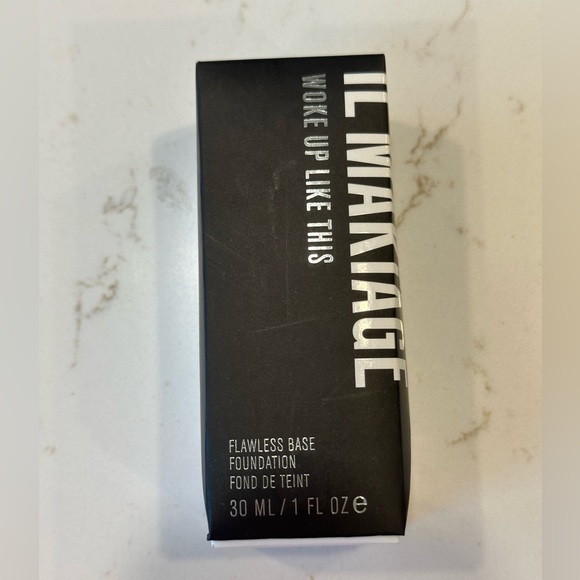 IL MAKIAGE
WOKE UP LIKE THIS
FLAWLESS BASE
FOUNDATION
FOND DE TEINT
30 ML / 1 FL OZ ℮